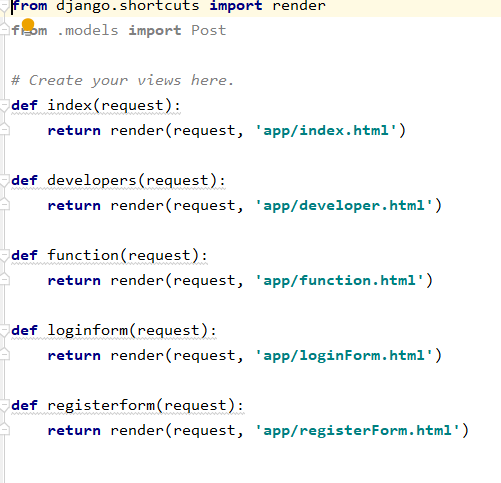 from django.shortcuts import render
from .models import Post
# Create your views here.
def index(request):
    return render(request, 'app/index.html')
def developers(request):
    return render(request, 'app/developer.html')
def function(request):
    return render(request, 'app/function.html')
def loginform(request):
    return render(request, 'app/loginForm.html')
def registerform(request):
    return render(request, 'app/registerForm.html')